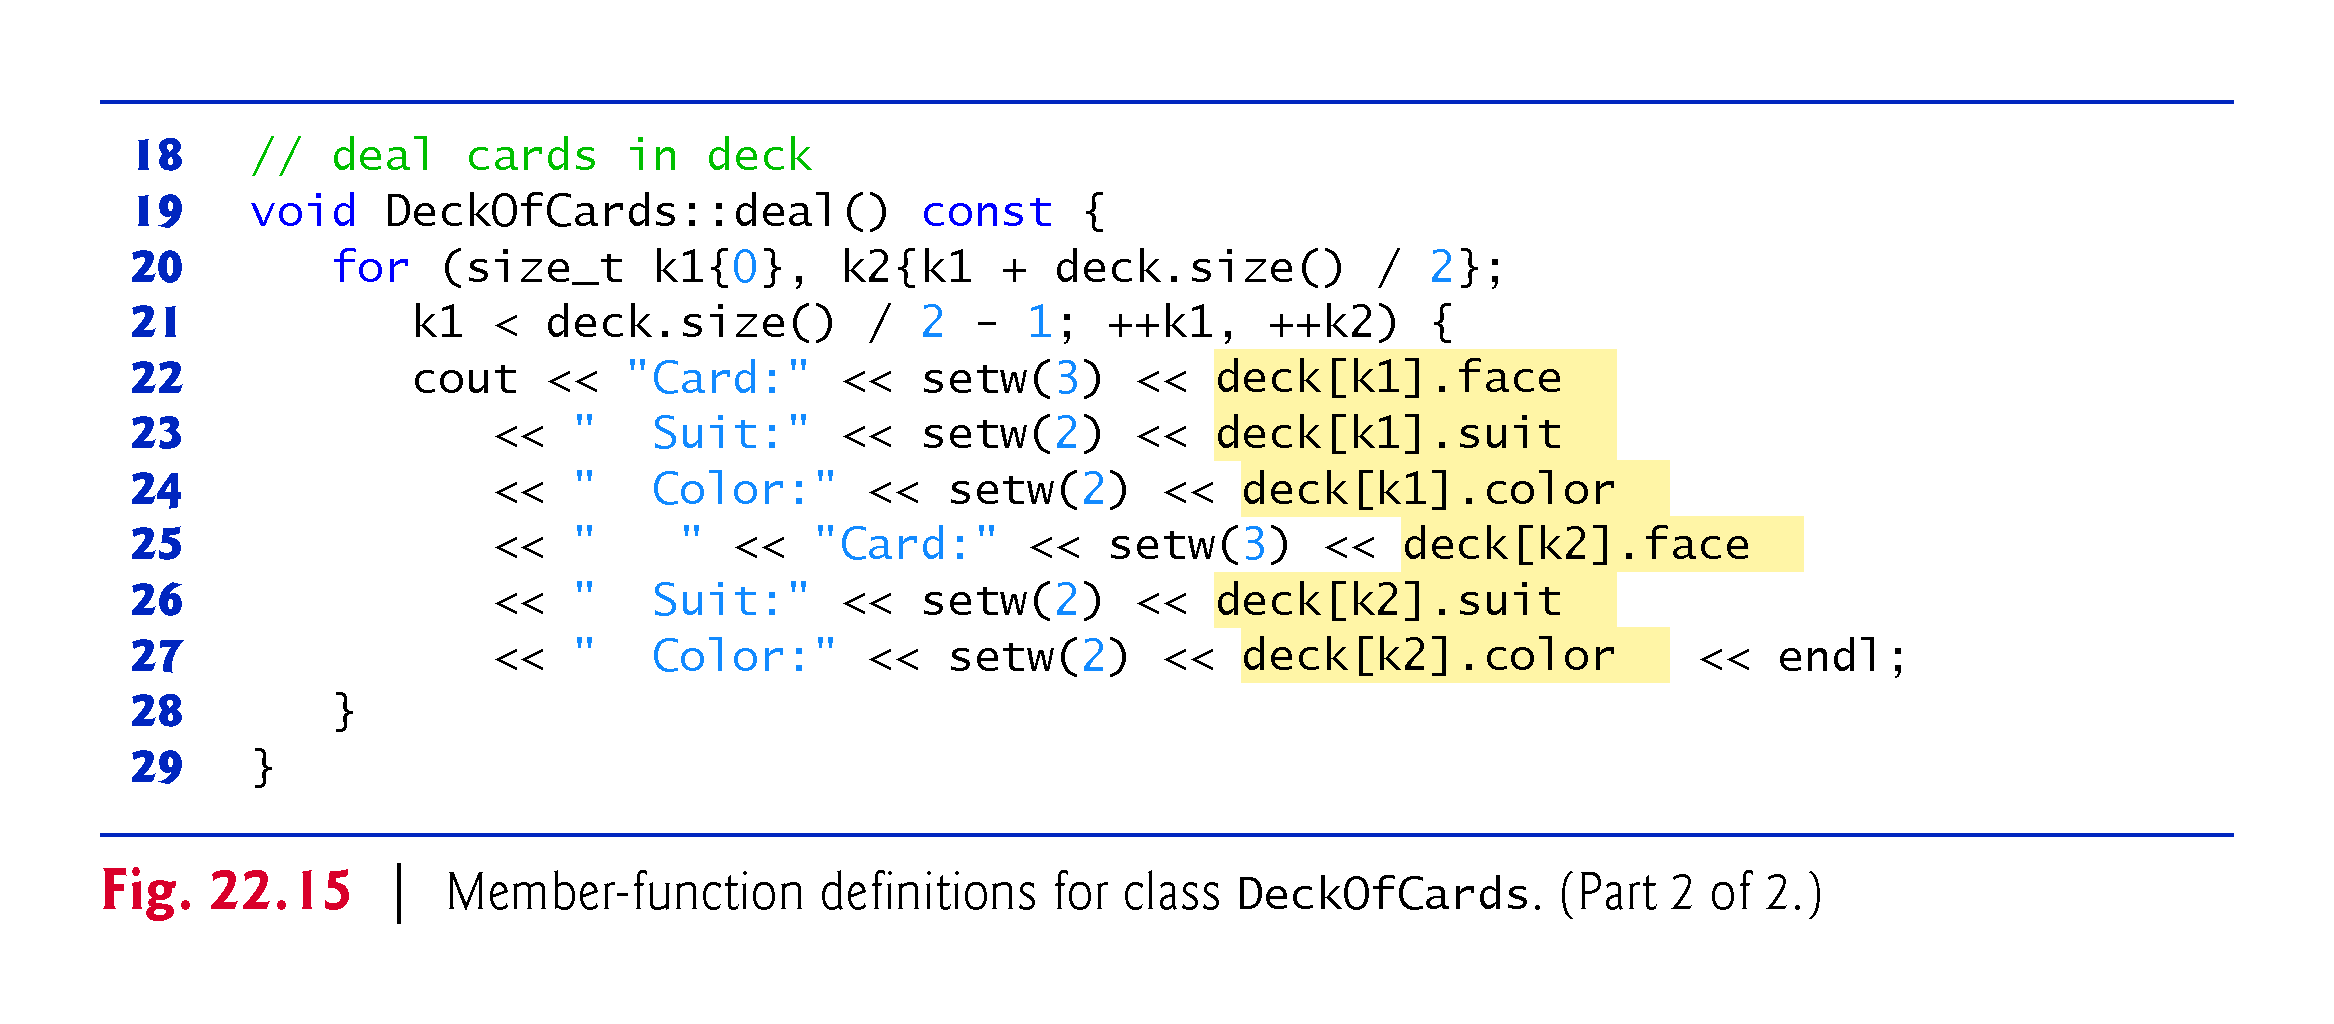 18 // deal cards in deck
19 void DeckOfCards::deal() const {
20    for (size_t k1{0}, k2{k1 + deck.size() / 2};
21       k1 < deck.size() / 2 - 1; ++k1, ++k2) {
22       cout << "Card:" << setw(3) << deck[k1].face
23          << "  Suit:" << setw(2) << deck[k1].suit
24          << "  Color:" << setw(2) << deck[k1].color
25          << "   " << "Card:" << setw(3) << deck[k2].face
26          << "  Suit:" << setw(2) << deck[k2].suit
27          << "  Color:" << setw(2) << deck[k2].color << endl;
28    }
29 }
Fig. 22.15 | Member-function definitions for class DeckOfCards. (Part 2 of 2.)